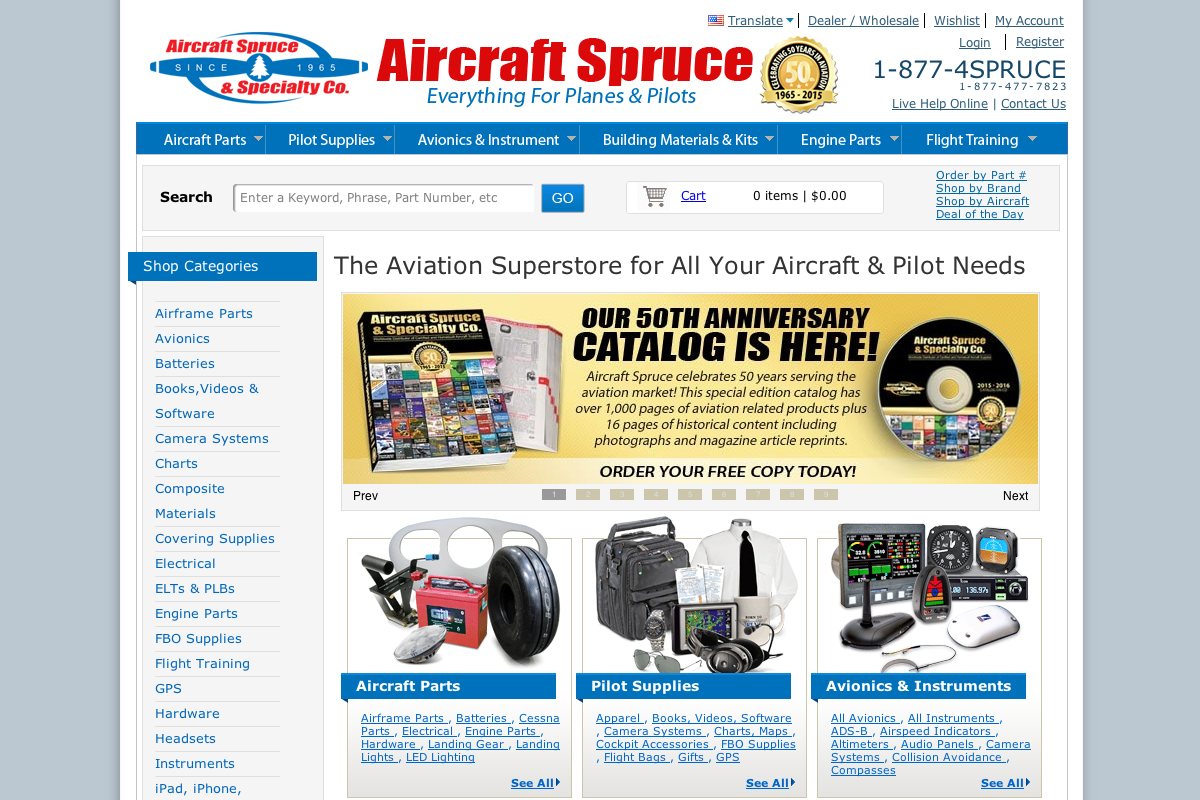 Translate
Dealer / Wholesale
Wishlist
My Account
Login
Register
Aircraft Spruce
SINCE 1965
& Specialty Co.
Aircraft Spruce
Everything For Planes & Pilots
CELEBRATING 50 YEARS IN AVIATION
50
1965 - 2015
1-877-4SPRUCE
1-877-477-7823
Live Help Online | Contact Us
Aircraft Parts
Pilot Supplies
Avionics & Instrument
Building Materials & Kits
Engine Parts
Flight Training
Search
Enter a Keyword, Phrase, Part Number, etc
GO
Cart
0 items | $0.00
Order by Part #
Shop by Brand
Shop by Aircraft
Deal of the Day
Shop Categories
Airframe Parts
Avionics
Batteries
Books,Videos &
Software
Camera Systems
Charts
Composite
Materials
Covering Supplies
Electrical
ELTs & PLBs
Engine Parts
FBO Supplies
Flight Training
GPS
Hardware
Headsets
Instruments
iPad, iPhone,
The Aviation Superstore for All Your Aircraft & Pilot Needs
Aircraft Spruce
& Specialty Co.
50
1965 - 2015
OUR 50TH ANNIVERSARY
CATALOG IS HERE!
Aircraft Spruce celebrates 50 years serving the
aviation market! This special edition catalog has
over 1,000 pages of aviation related products plus
16 pages of historical content including
photographs and magazine article reprints.
ORDER YOUR FREE COPY TODAY!
Aircraft Spruce
& Specialty Co.
2015 - 2016
50
Prev
1
2
3
4
5
6
7
8
9
Next
Aircraft Parts
Airframe Parts , Batteries , Cessna
Parts , Electrical , Engine Parts ,
Hardware , Landing Gear , Landing
Lights , LED Lighting
See All
Pilot Supplies
Apparel , Books, Videos, Software
, Camera Systems , Charts, Maps ,
Cockpit Accessories , FBO Supplies
, Flight Bags , Gifts , GPS
See All
Avionics & Instruments
All Avionics , All Instruments ,
ADS-B , Airspeed Indicators ,
Altimeters , Audio Panels , Camera
Systems , Collision Avoidance ,
Compasses
See All